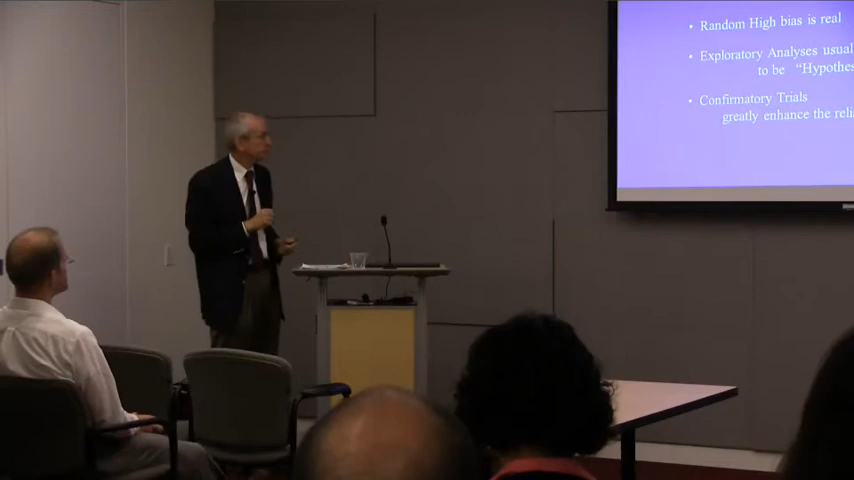 • Random High bias is real
• Exploratory Analyses usual
to be "Hypothes
• Confirmatory Trials
greatly enhance the reli